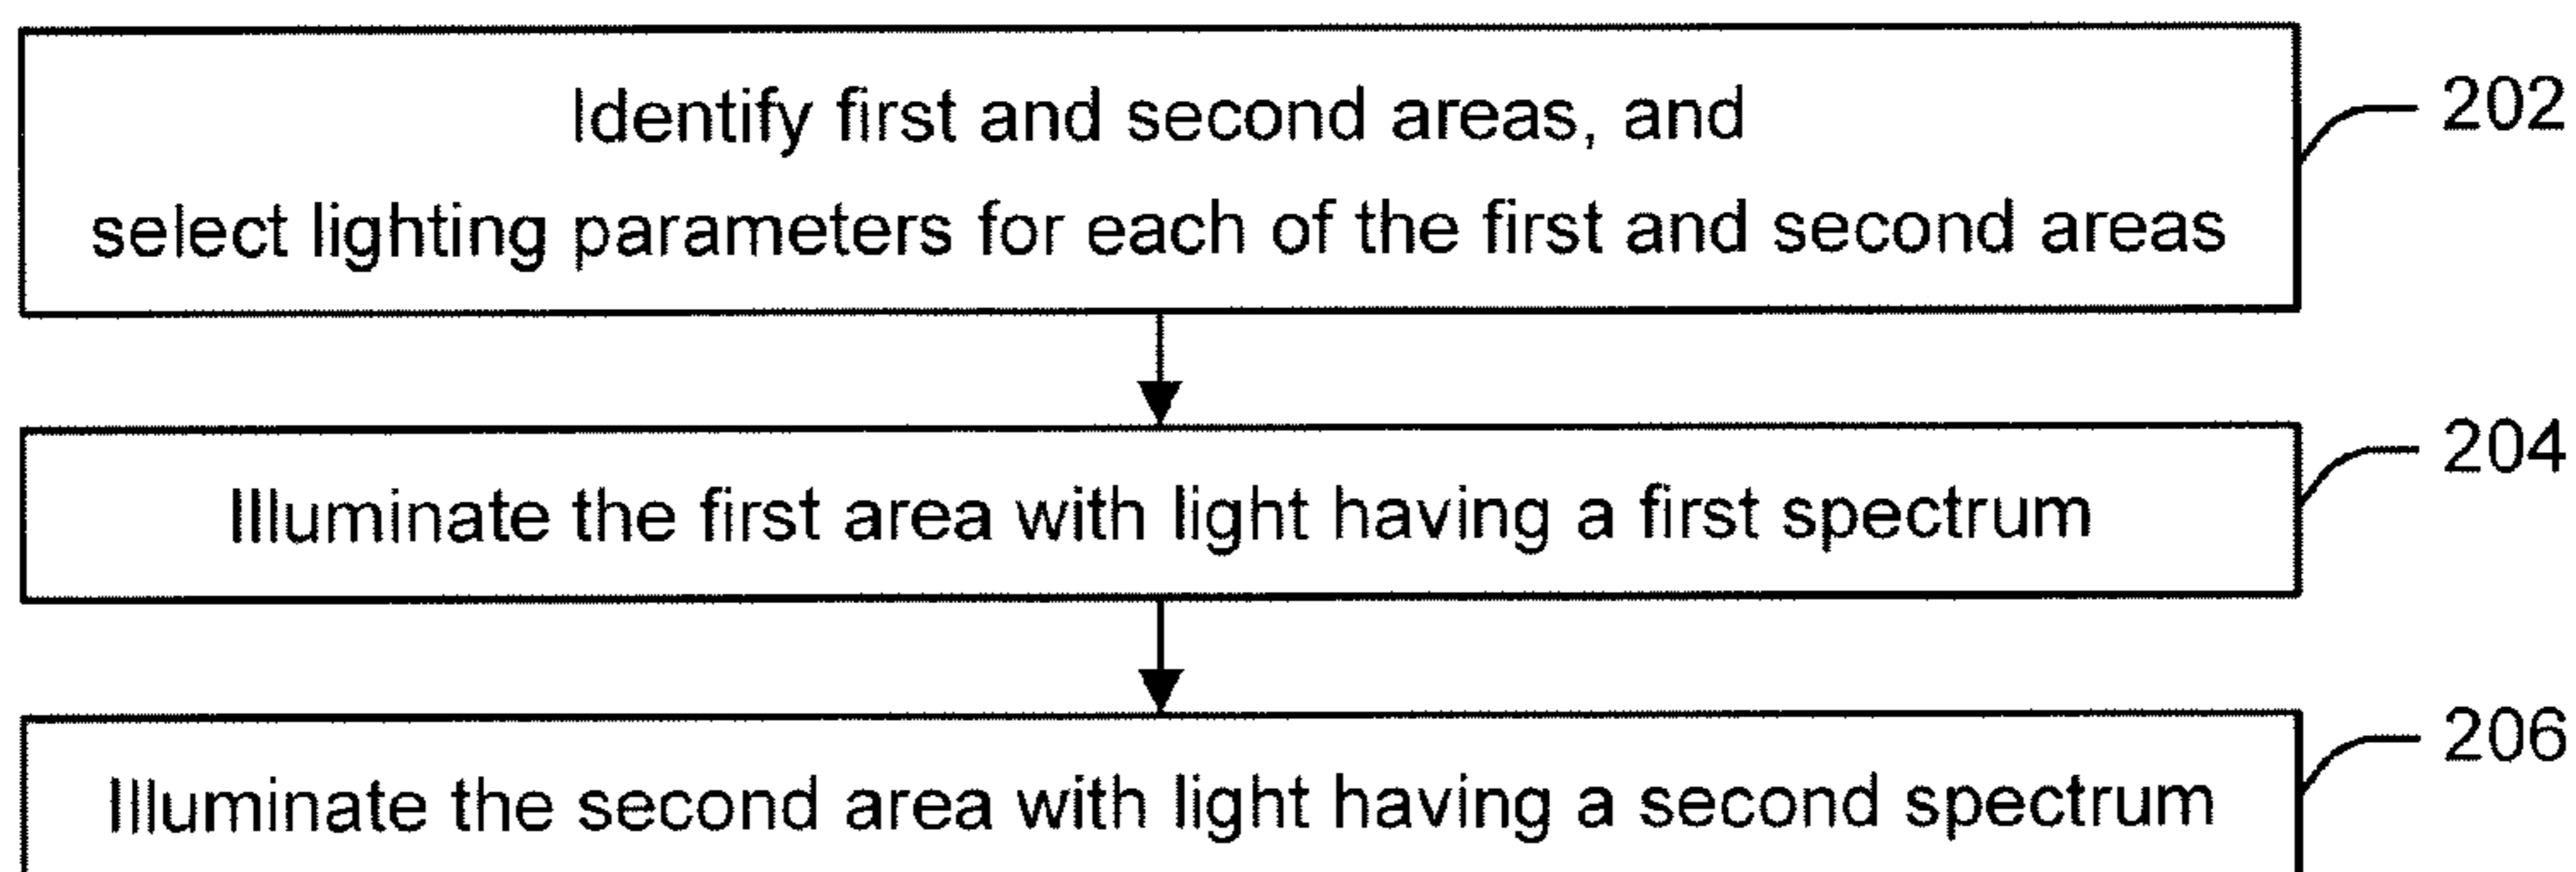 Identify first and second areas, and
select lighting parameters for each of the first and second areas
202
Illuminate the first area with light having a first spectrum
204
Illuminate the second area with light having a second spectrum
206